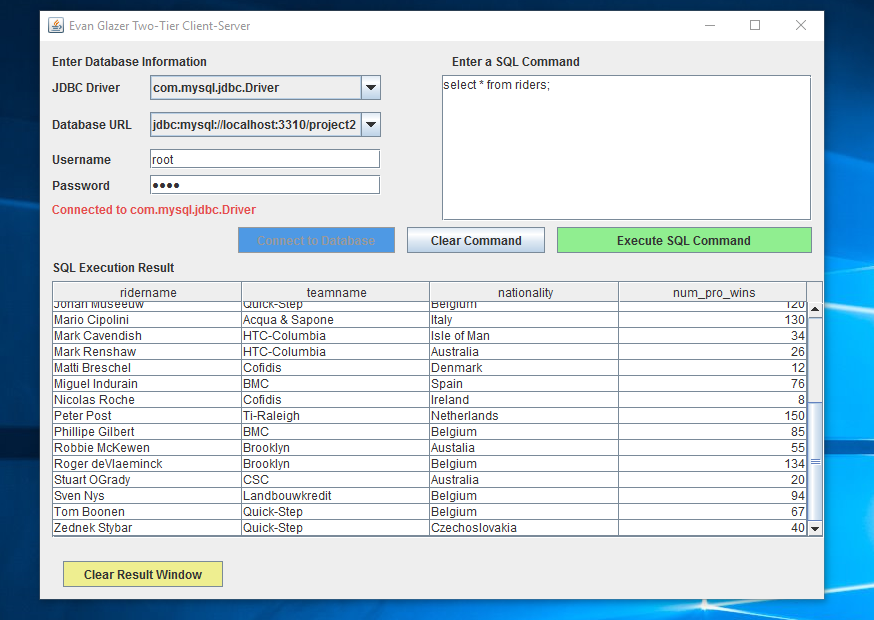 Evan Glazer Two-Tier Client-Server
Enter Database Information
JDBC Driver com.mysql.jdbc.Driver
Database URL jdbc:mysql://localhost:3310/project2
Username root
Password ●●●●
Connected to com.mysql.jdbc.Driver
Enter a SQL Command
select * from riders;
Connect to Database Clear Command Execute SQL Command
SQL Execution Result
ridername teamname nationality num_pro_wins
Johan Museeuw Quick-Step Belgium 120
Mario Cipolini Acqua & Sapone Italy 130
Mark Cavendish HTC-Columbia Isle of Man 34
Mark Renshaw HTC-Columbia Australia 26
Matti Breschel Cofidis Denmark 12
Miguel Indurain BMC Spain 76
Nicolas Roche Cofidis Ireland 8
Peter Post Ti-Raleigh Netherlands 150
Phillipe Gilbert BMC Belgium 85
Robbie McKewen Brooklyn Austalia 55
Roger deVlaeminck Brooklyn Belgium 134
Stuart OGrady CSC Australia 20
Sven Nys Landbouwkredit Belgium 94
Tom Boonen Quick-Step Belgium 67
Zednek Stybar Quick-Step Czechoslovakia 40
Clear Result Window